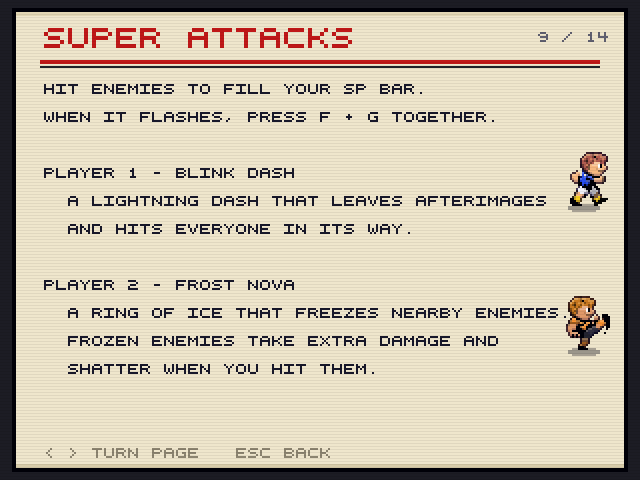 SUPER ATTACKS
9 / 14
HIT ENEMIES TO FILL YOUR SP BAR.
WHEN IT FLASHES, PRESS F + G TOGETHER.
PLAYER 1 - BLINK DASH
A LIGHTNING DASH THAT LEAVES AFTERIMAGES
AND HITS EVERYONE IN ITS WAY.
PLAYER 2 - FROST NOVA
A RING OF ICE THAT FREEZES NEARBY ENEMIES.
FROZEN ENEMIES TAKE EXTRA DAMAGE AND
SHATTER WHEN YOU HIT THEM.
< > TURN PAGE ESC BACK